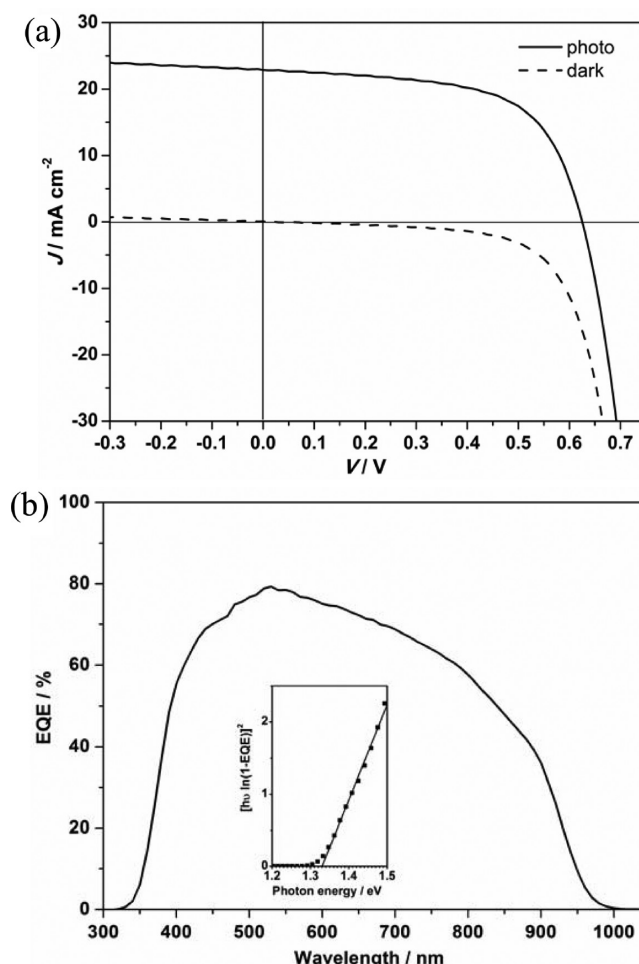 (a)
30
20
10
0
-10
-20
-30
J / mA cm⁻²
photo
dark
-0.3 -0.2 -0.1 0.0 0.1 0.2 0.3 0.4 0.5 0.6 0.7
V / V
(b)
100
80
60
40
20
0
EQE / %
2
1
0
[hυ ln(1-EQE)]²
1.2 1.3 1.4 1.5
Photon energy / eV
300 400 500 600 700 800 900 1000
Wavelength / nm